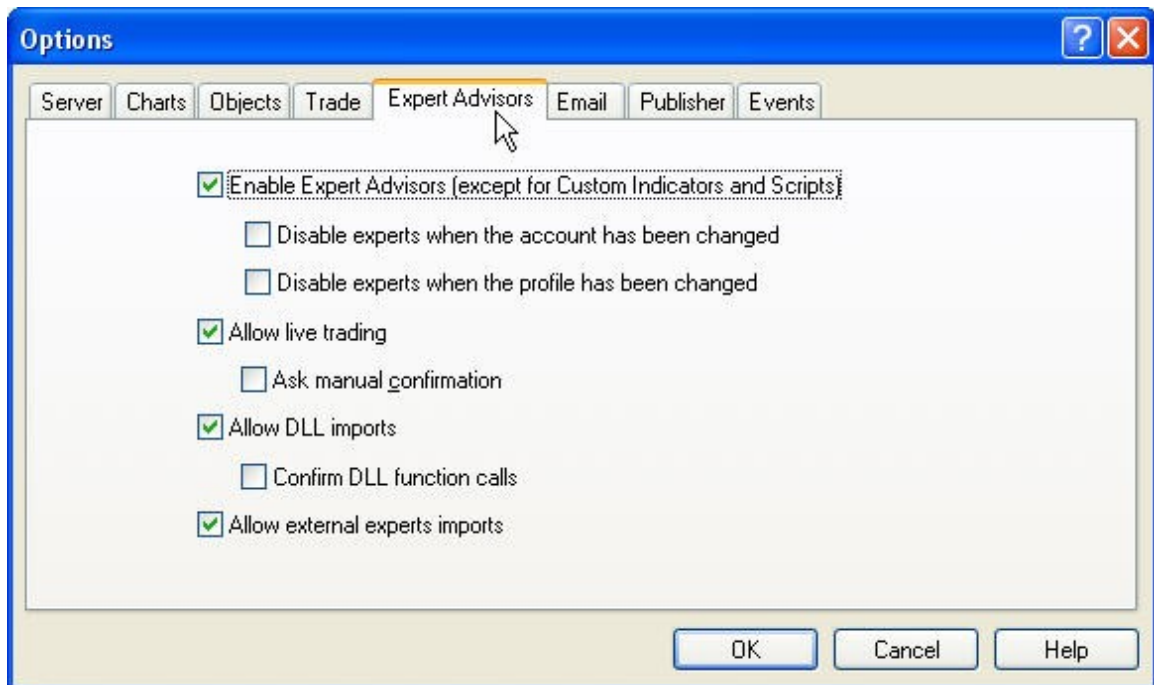 Options
Server Charts Objects Trade Expert Advisors Email Publisher Events
Enable Expert Advisors (except for Custom Indicators and Scripts)
Disable experts when the account has been changed
Disable experts when the profile has been changed
Allow live trading
Ask manual confirmation
Allow DLL imports
Confirm DLL function calls
Allow external experts imports
OK Cancel Help